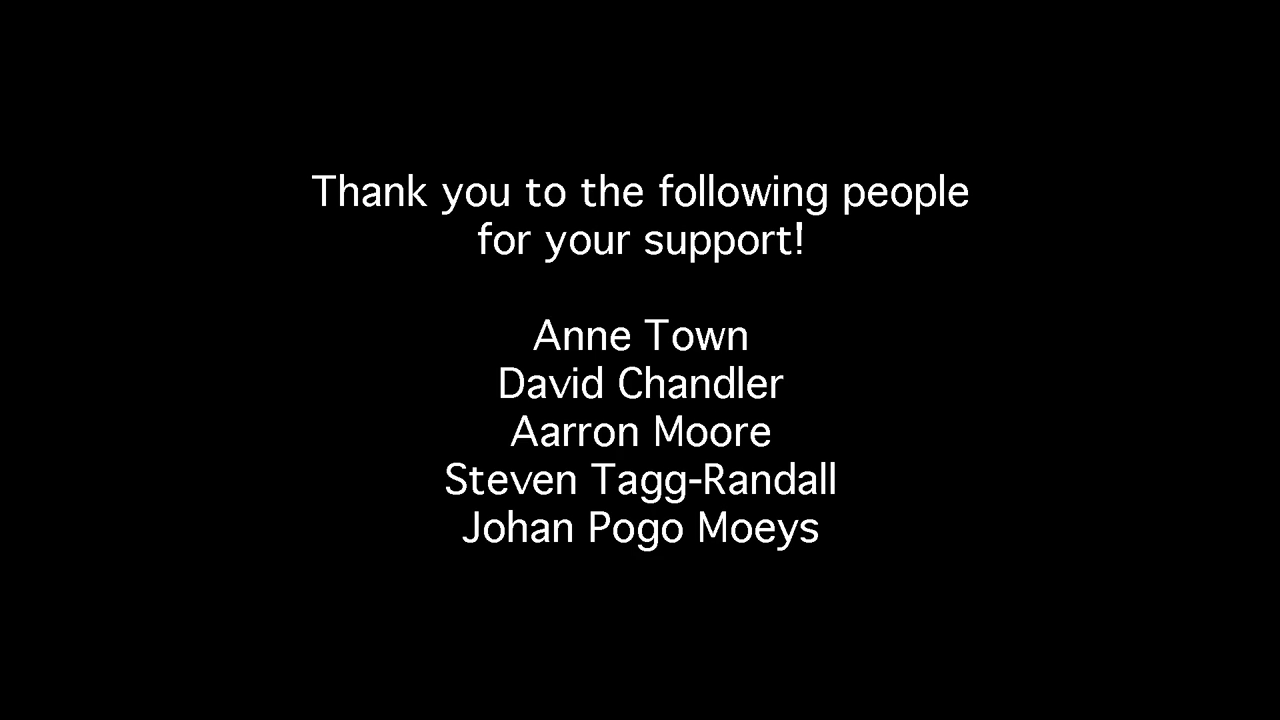 Thank you to the following people
for your support!
Anne Town
David Chandler
Aarron Moore
Steven Tagg-Randall
Johan Pogo Moeys